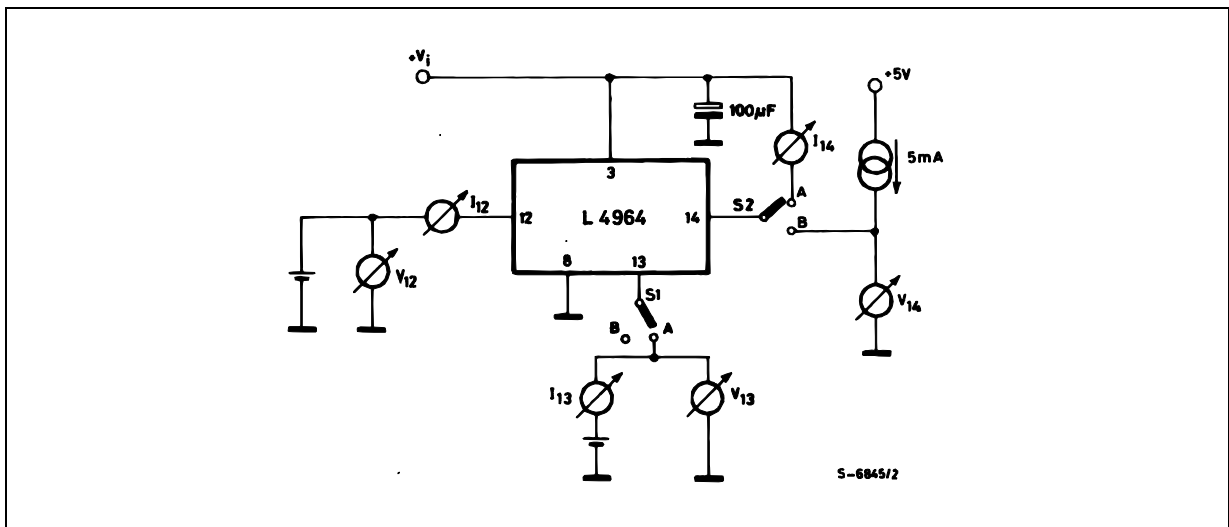 +Vi
+5V
100µF
I14
5mA
3
A
I12
12
L 4964
14
S2
B
V12
8
13
S1
V14
B
A
I13
V13
S-6845/2